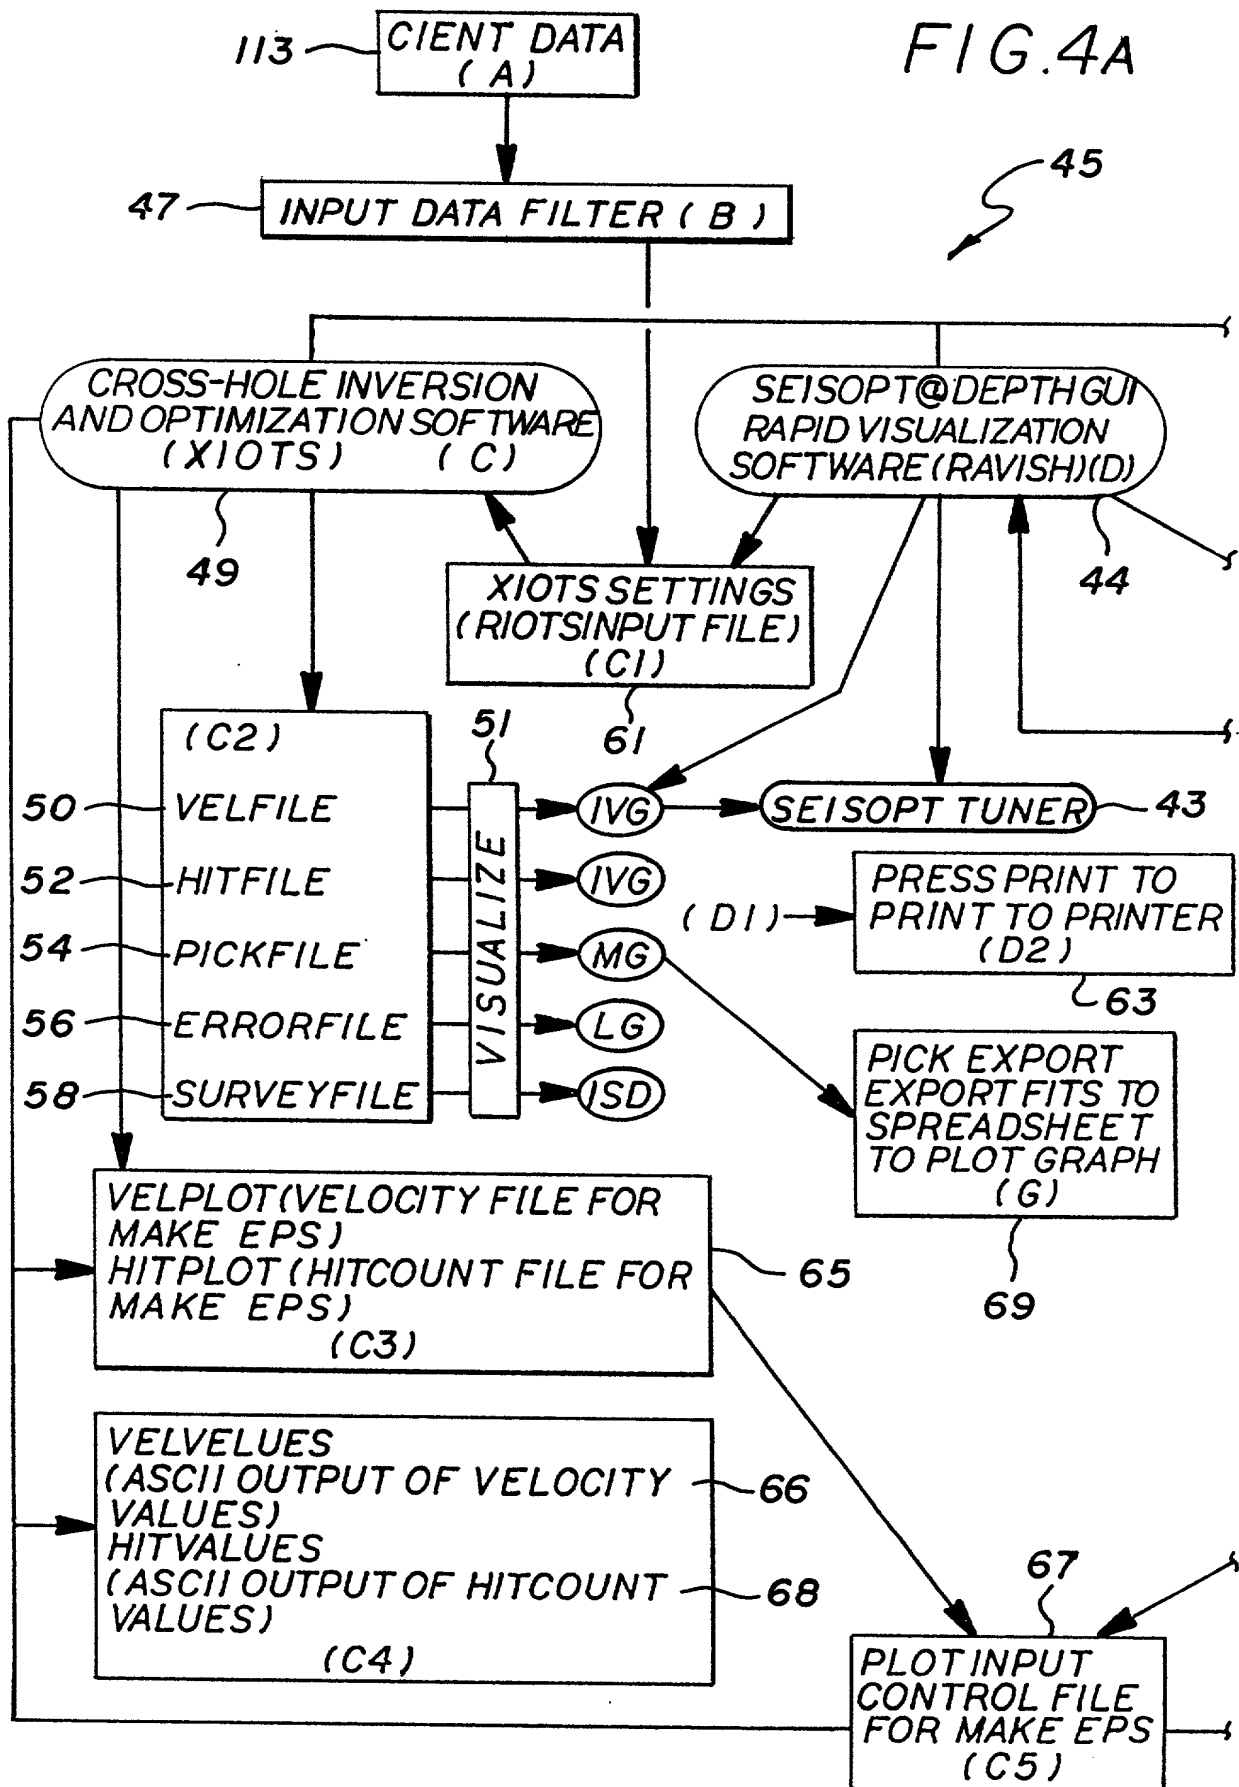 FIG.4A
113
CIENT DATA
(A)
45
47
INPUT DATA FILTER (B)
CROSS-HOLE INVERSION
AND OPTIMIZATION SOFTWARE
(XIOTS) (C)
SEISOPT@DEPTH GUI
RAPID VISUALIZATION
SOFTWARE(RAVISH)(D)
49
44
XIOTS SETTINGS
(RIOTSINPUT FILE)
(C1)
61
51
(C2)
50
VELFILE
52
HITFILE
54
PICKFILE
56
ERRORFILE
58
SURVEYFILE
VISUALIZE
IVG
IVG
MG
LG
ISD
SEISOPT TUNER
43
(D1)
PRESS PRINT TO
PRINT TO PRINTER
(D2)
63
PICK EXPORT
EXPORT FITS TO
SPREADSHEET
TO PLOT GRAPH
(G)
69
VELPLOT(VELOCITY FILE FOR
MAKE EPS)
HITPLOT(HITCOUNT FILE FOR
MAKE EPS)
(C3)
65
VELVELUES
(ASCII OUTPUT OF VELOCITY
VALUES)
HITVALUES
(ASCII OUTPUT OF HITCOUNT
VALUES)
(C4)
66
68
67
PLOT INPUT
CONTROL FILE
FOR MAKE EPS
(C5)